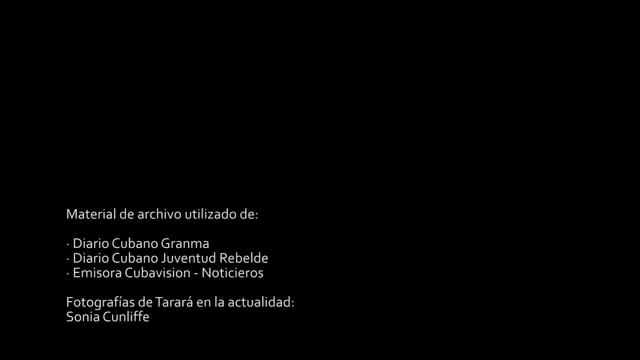 Material de archivo utilizado de:
· Diario Cubano Granma
· Diario Cubano Juventud Rebelde
· Emisora Cubavision - Noticieros
Fotografías de Tarará en la actualidad:
Sonia Cunliffe